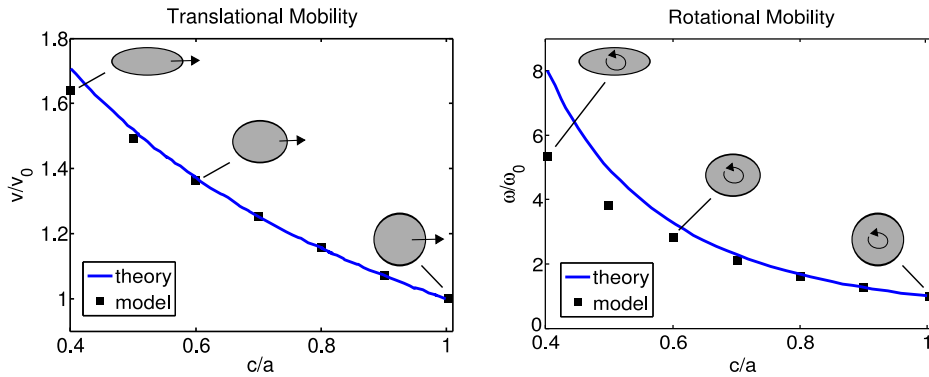 Translational Mobility
1.8
1.6
1.4
1.2
1
v/v0
theory
model
0.4
0.6
0.8
1
c/a
Rotational Mobility
8
6
4
2
0
ω/ω0
theory
model
0.4
0.6
0.8
1
c/a